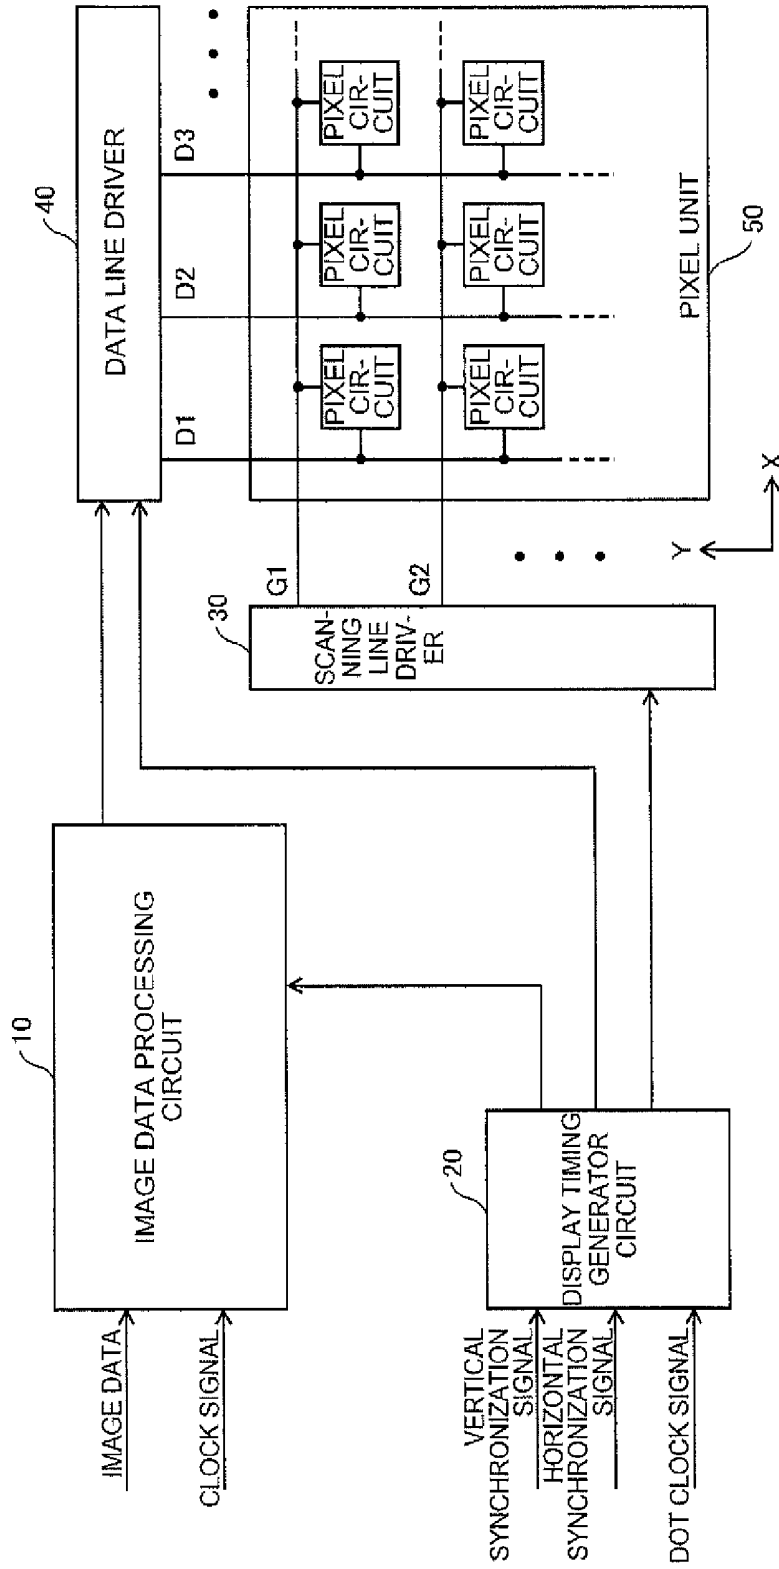 IMAGE DATA
CLOCK SIGNAL
10
IMAGE DATA PROCESSING
CIRCUIT
VERTICAL
SYNCHRONIZATION
SIGNAL
HORIZONTAL
SYNCHRONIZATION
SIGNAL
DOT CLOCK SIGNAL
20
DISPLAY TIMING
GENERATOR
CIRCUIT
30
SCAN-
NING
LINE
DRIV-
ER
G1
G2
40
DATA LINE DRIVER
D1
D2
D3
PIXEL
CIR-
CUIT
PIXEL
CIR-
CUIT
PIXEL
CIR-
CUIT
PIXEL
CIR-
CUIT
PIXEL
CIR-
CUIT
PIXEL
CIR-
CUIT
PIXEL UNIT
50
Y
X